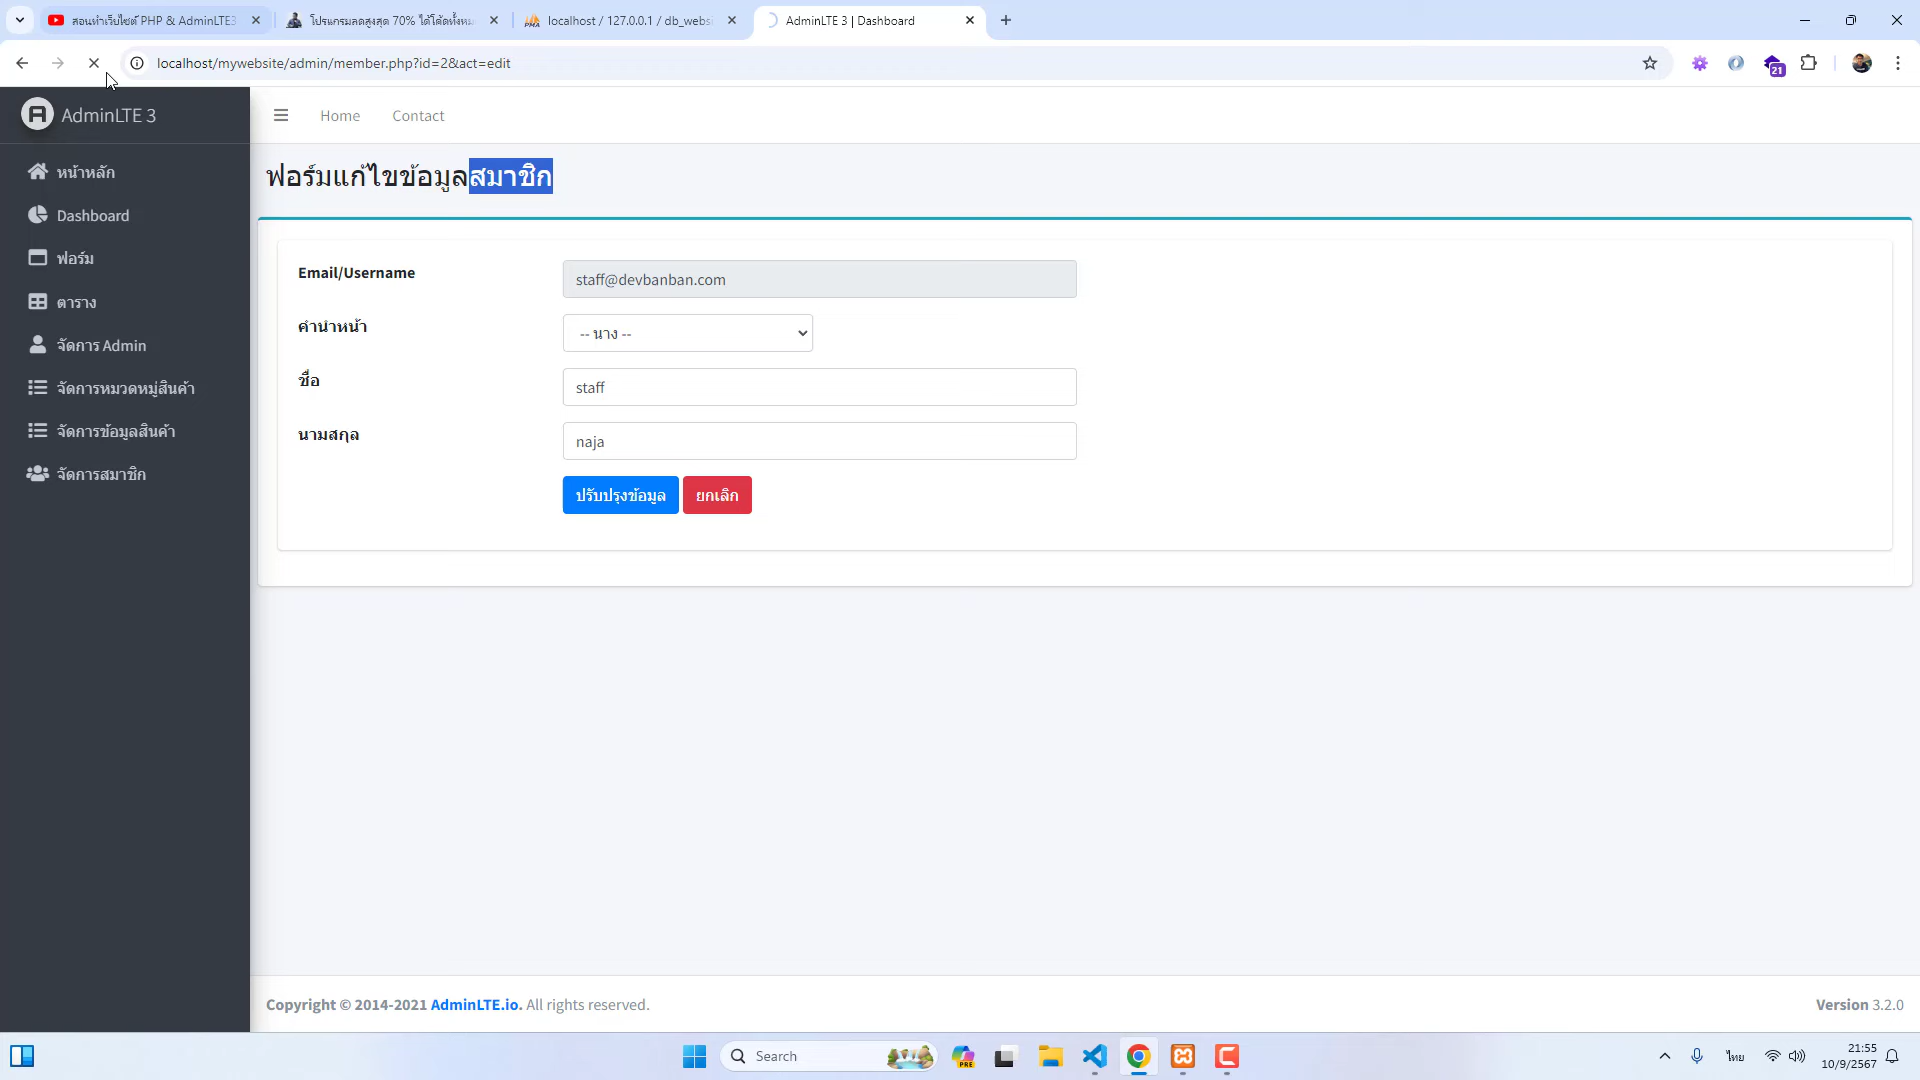 สอนทำเว็บไซต์ PHP & AdminLTE3
โปรแกรมลดสูงสุด 70% ได้โค้ดทั้งหม
localhost / 127.0.0.1 / db_webs
AdminLTE 3 | Dashboard
localhost/mywebsite/admin/member.php?id=2&act=edit
21
AdminLTE 3
Home
Contact
หน้าหลัก
Dashboard
ฟอร์ม
ตาราง
จัดการ Admin
จัดการหมวดหมู่สินค้า
จัดการข้อมูลสินค้า
จัดการสมาชิก
ฟอร์มแก้ไขข้อมูลสมาชิก
Email/Username
staff@devbanban.com
คำนำหน้า
-- นาง --
ชื่อ
staff
นามสกุล
naja
ปรับปรุงข้อมูล
ยกเลิก
Copyright © 2014-2021 AdminLTE.io. All rights reserved.
Version 3.2.0
Search
PRE
ไทย
21:55
10/9/2567